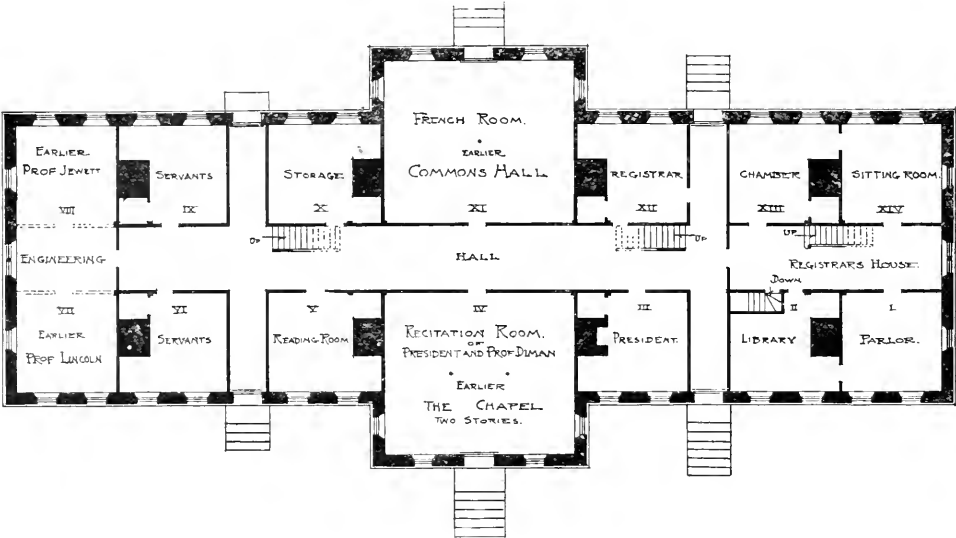 FRENCH ROOM.
EARLIER
COMMONS HALL
XI
EARLIER
PROF JEWETT
VIII
SERVANTS
IX
STORAGE
X
REGISTRAR
XII
CHAMBER
XIII
SITTING ROOM.
XIV
UP
UP
UP
ENGINEERING
HALL
REGISTRARS HOUSE.
DOWN
VII
EARLIER
PROF LINCOLN
VI
SERVANTS
V
READING ROOM
IV
RECITATION ROOM.
OF
PRESIDENT AND PROF DIMAN
EARLIER
THE CHAPEL
TWO STORIES.
III
PRESIDENT.
II
LIBRARY
I.
PARLOR.